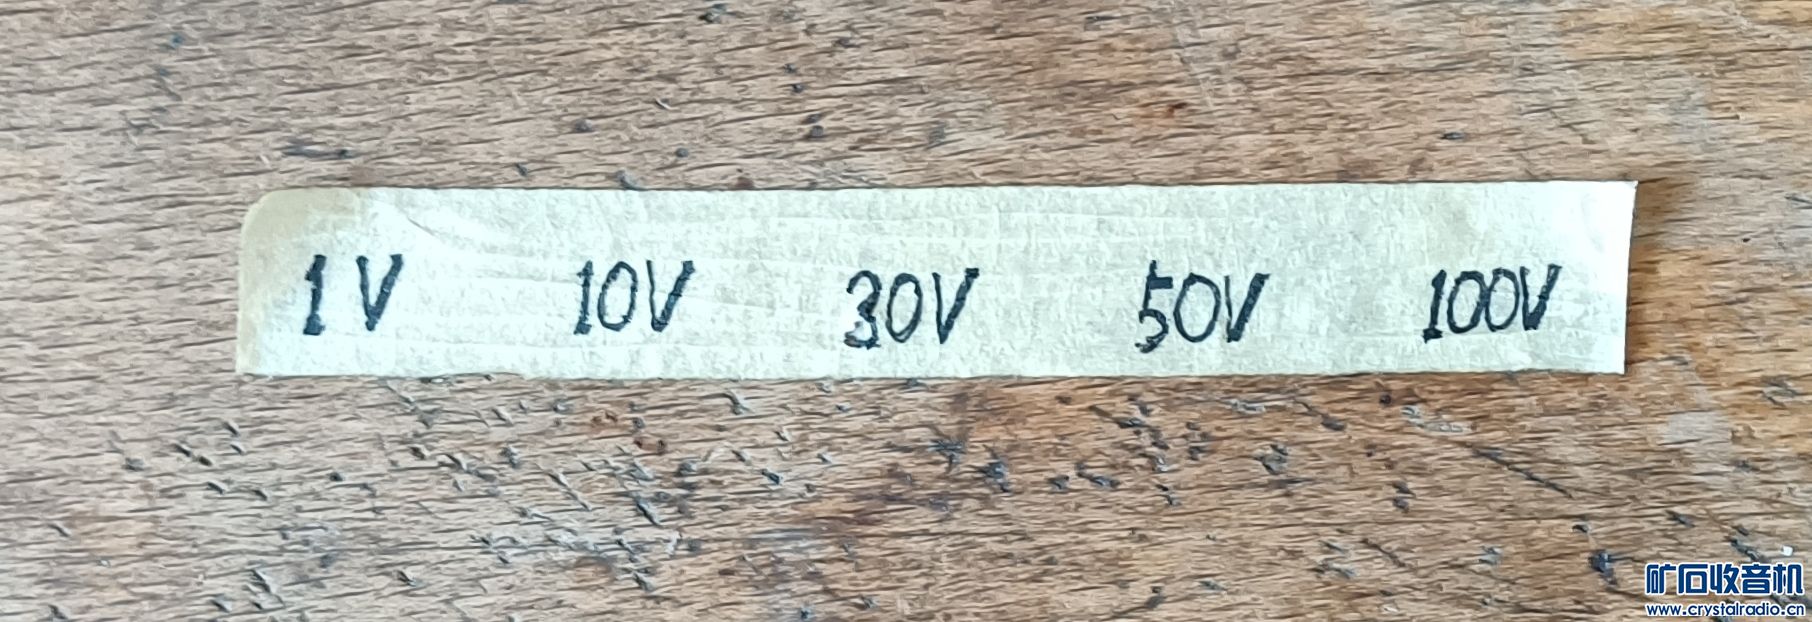 1V 10V 30V 50V 100V
矿石收音机
www.crystalradio.cn